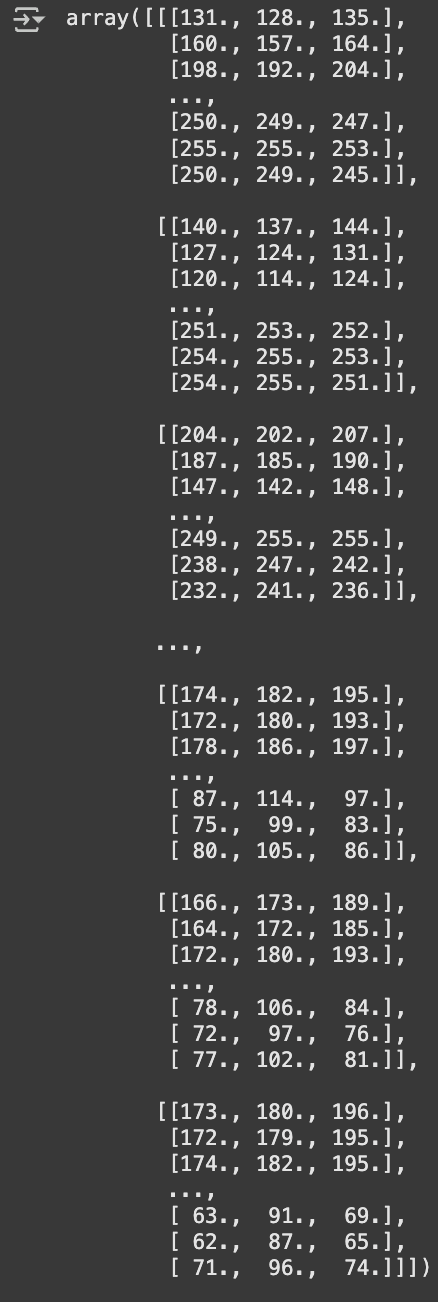 array([[[131., 128., 135.],
[160., 157., 164.],
[198., 192., 204.],
...,
[250., 249., 247.],
[255., 255., 253.],
[250., 249., 245.]],
[[140., 137., 144.],
[127., 124., 131.],
[120., 114., 124.],
...,
[251., 253., 252.],
[254., 255., 253.],
[254., 255., 251.]],
[[204., 202., 207.],
[187., 185., 190.],
[147., 142., 148.],
...,
[249., 255., 255.],
[238., 247., 242.],
[232., 241., 236.]],
...,
[[174., 182., 195.],
[172., 180., 193.],
[178., 186., 197.],
...,
[ 87., 114.,  97.],
[ 75.,  99.,  83.],
[ 80., 105.,  86.]],
[[166., 173., 189.],
[164., 172., 185.],
[172., 180., 193.],
...,
[ 78., 106.,  84.],
[ 72.,  97.,  76.],
[ 77., 102.,  81.]],
[[173., 180., 196.],
[172., 179., 195.],
[174., 182., 195.],
...,
[ 63.,  91.,  69.],
[ 62.,  87.,  65.],
[ 71.,  96.,  74.]]])